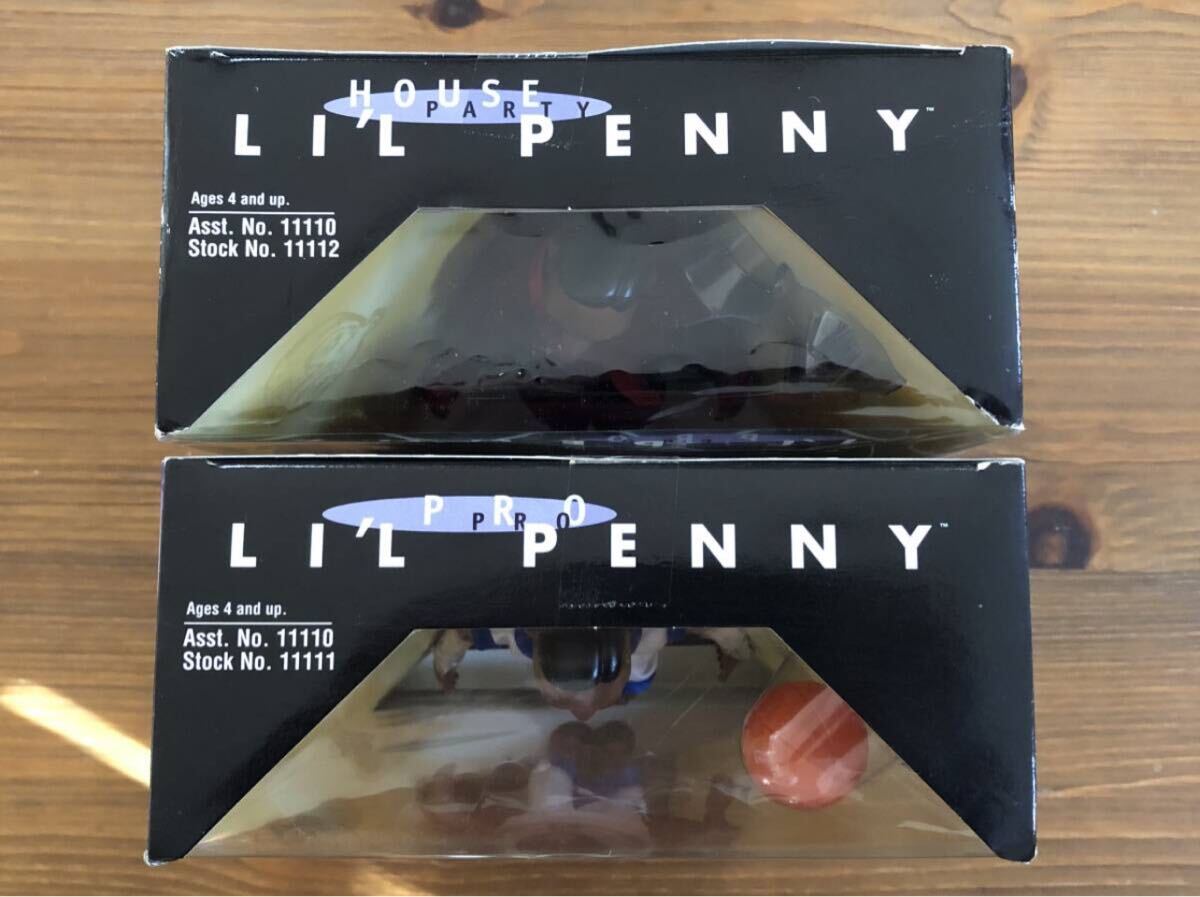 HOUSE
PARTY
LI'L PENNY™
Ages 4 and up.
Asst. No. 11110
Stock No. 11112
PRO
PRO
LI'L PENNY™
Ages 4 and up.
Asst. No. 11110
Stock No. 11111